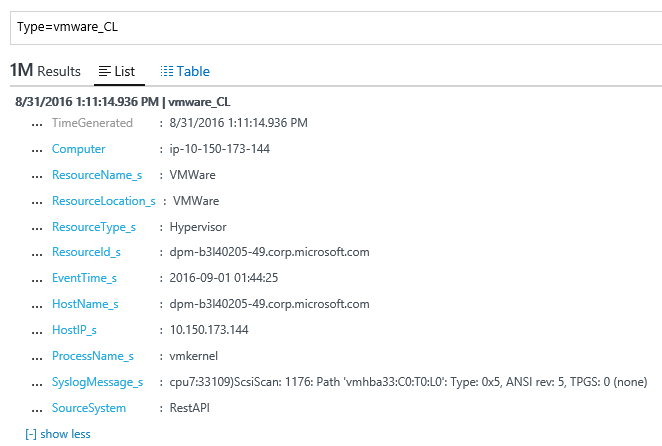 Type=vmware_CL
1M Results List Table
8/31/2016 1:11:14.936 PM | vmware_CL
... TimeGenerated : 8/31/2016 1:11:14.936 PM
... Computer : ip-10-150-173-144
... ResourceName_s : VMWare
... ResourceLocation_s : VMWare
... ResourceType_s : Hypervisor
... ResourceId_s : dpm-b3l40205-49.corp.microsoft.com
... EventTime_s : 2016-09-01 01:44:25
... HostName_s : dpm-b3l40205-49.corp.microsoft.com
... HostIP_s : 10.150.173.144
... ProcessName_s : vmkernel
... SyslogMessage_s : cpu7:33109)ScsiScan: 1176: Path 'vmhba33:C0:T0:L0': Type: 0x5, ANSI rev: 5, TPGS: 0 (none)
... SourceSystem : RestAPI
[-] show less